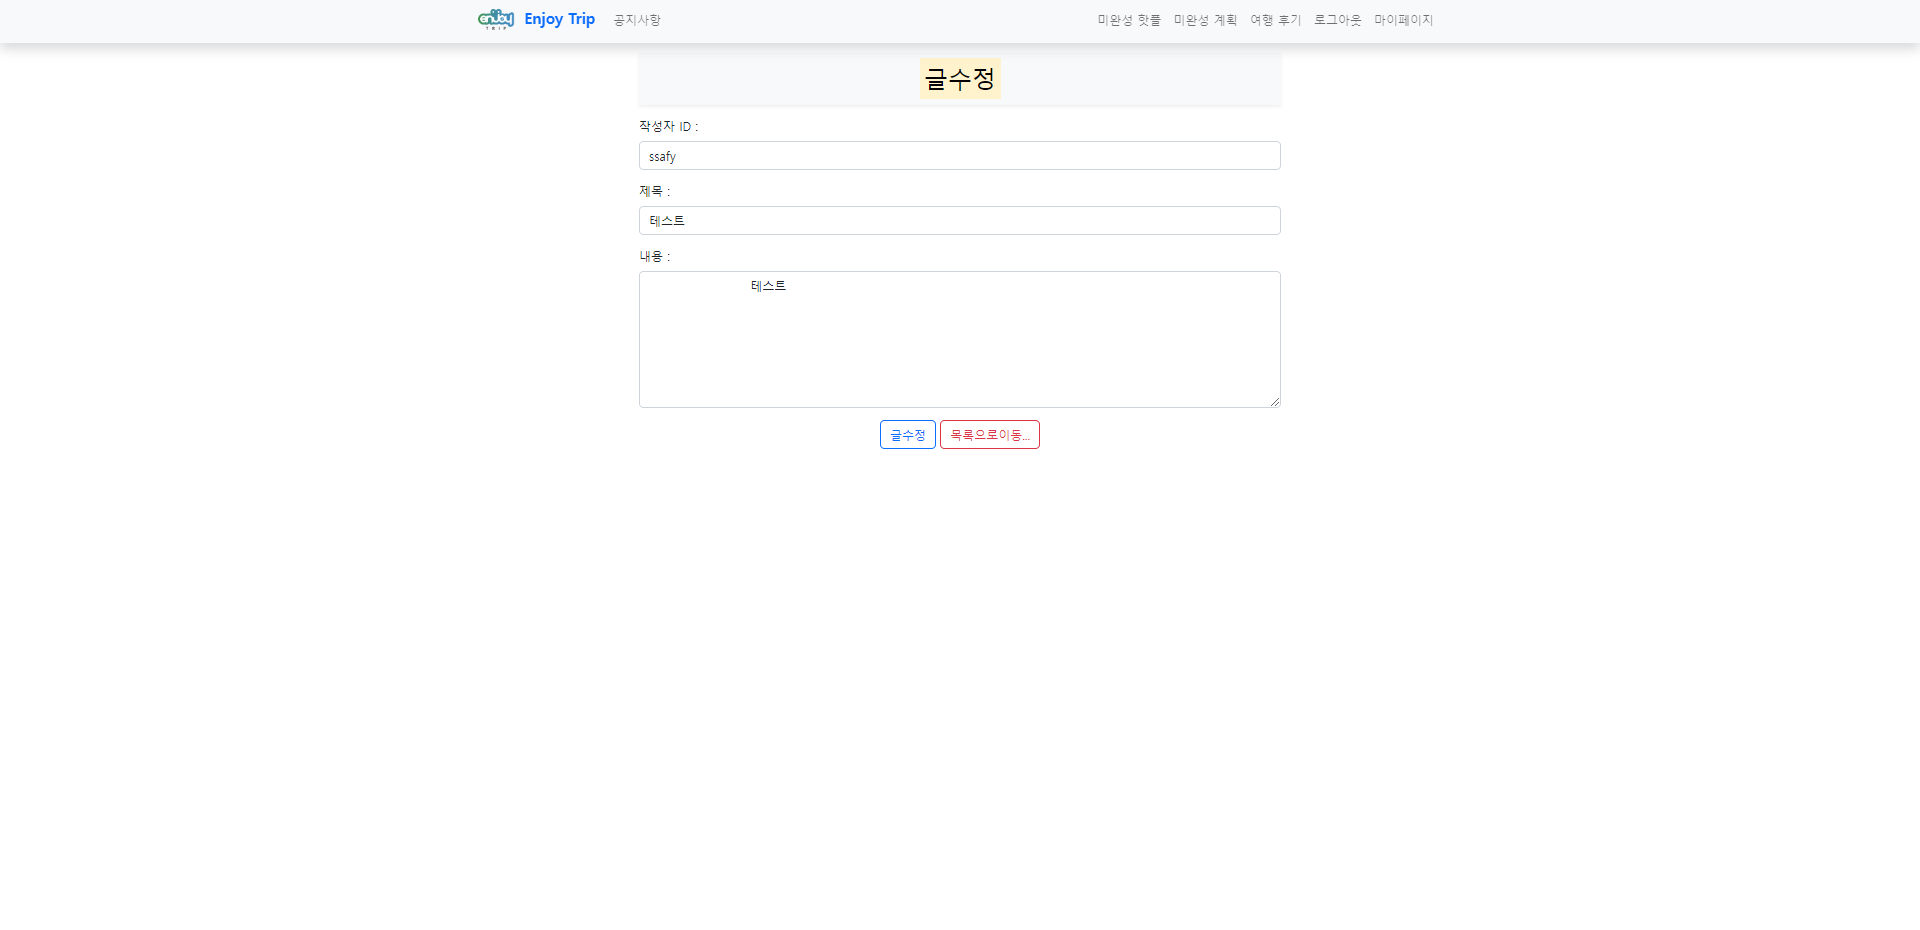 enjoy
TRIP
Enjoy Trip
공지사항
미완성 핫플
미완성 계획
여행 후기
로그아웃
마이페이지
글수정
작성자 ID :
ssafy
제목 :
테스트
내용 :
테스트
글수정
목록으로이동...